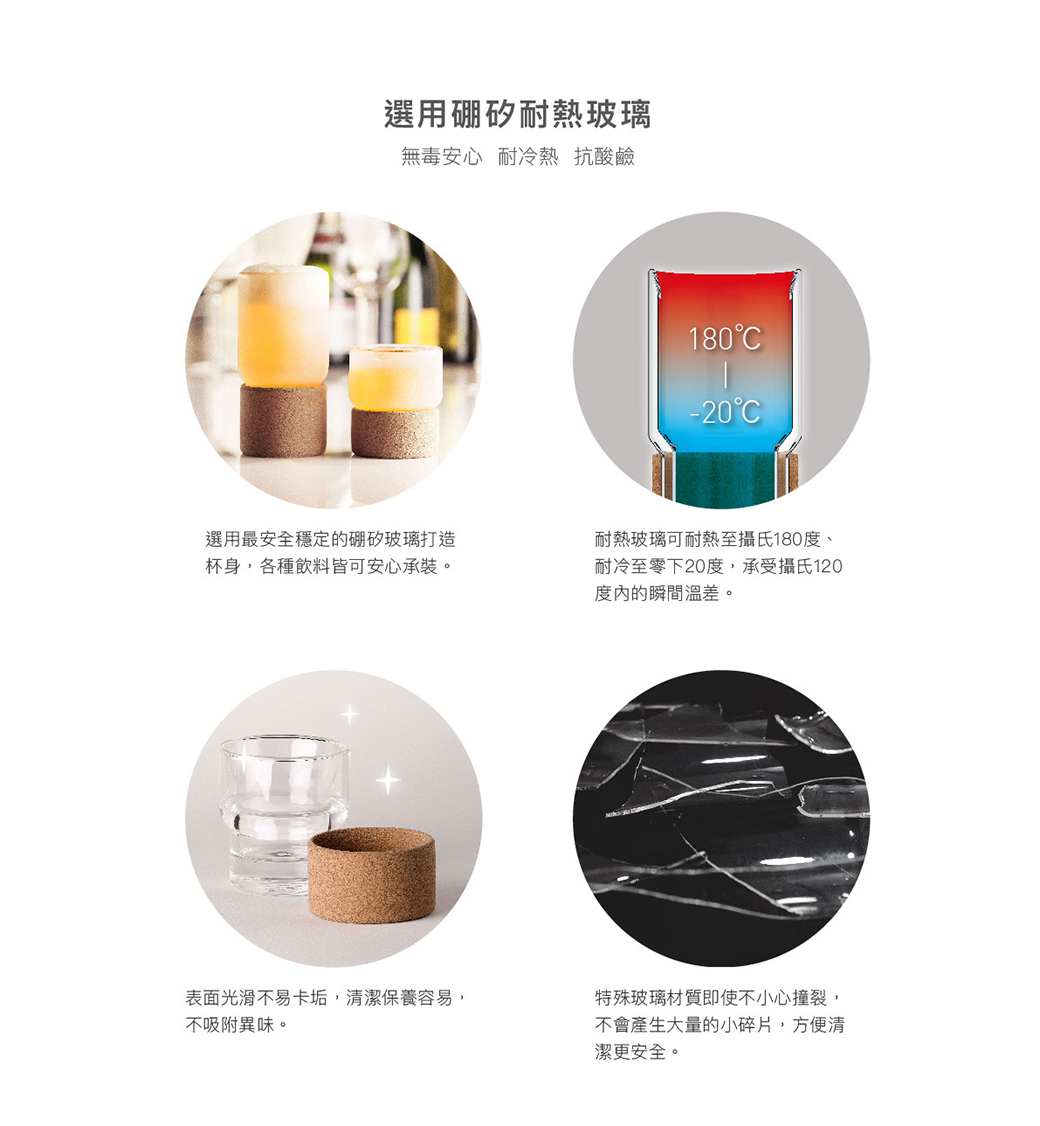 選用硼矽耐熱玻璃
無毒安心 耐冷熱 抗酸鹼
180℃
|
-20℃
選用最安全穩定的硼矽玻璃打造
杯身，各種飲料皆可安心承裝。
耐熱玻璃可耐熱至攝氏180度、
耐冷至零下20度，承受攝氏120
度內的瞬間溫差。
表面光滑不易卡垢，清潔保養容易，
不吸附異味。
特殊玻璃材質即使不小心撞裂，
不會產生大量的小碎片，方便清
潔更安全。